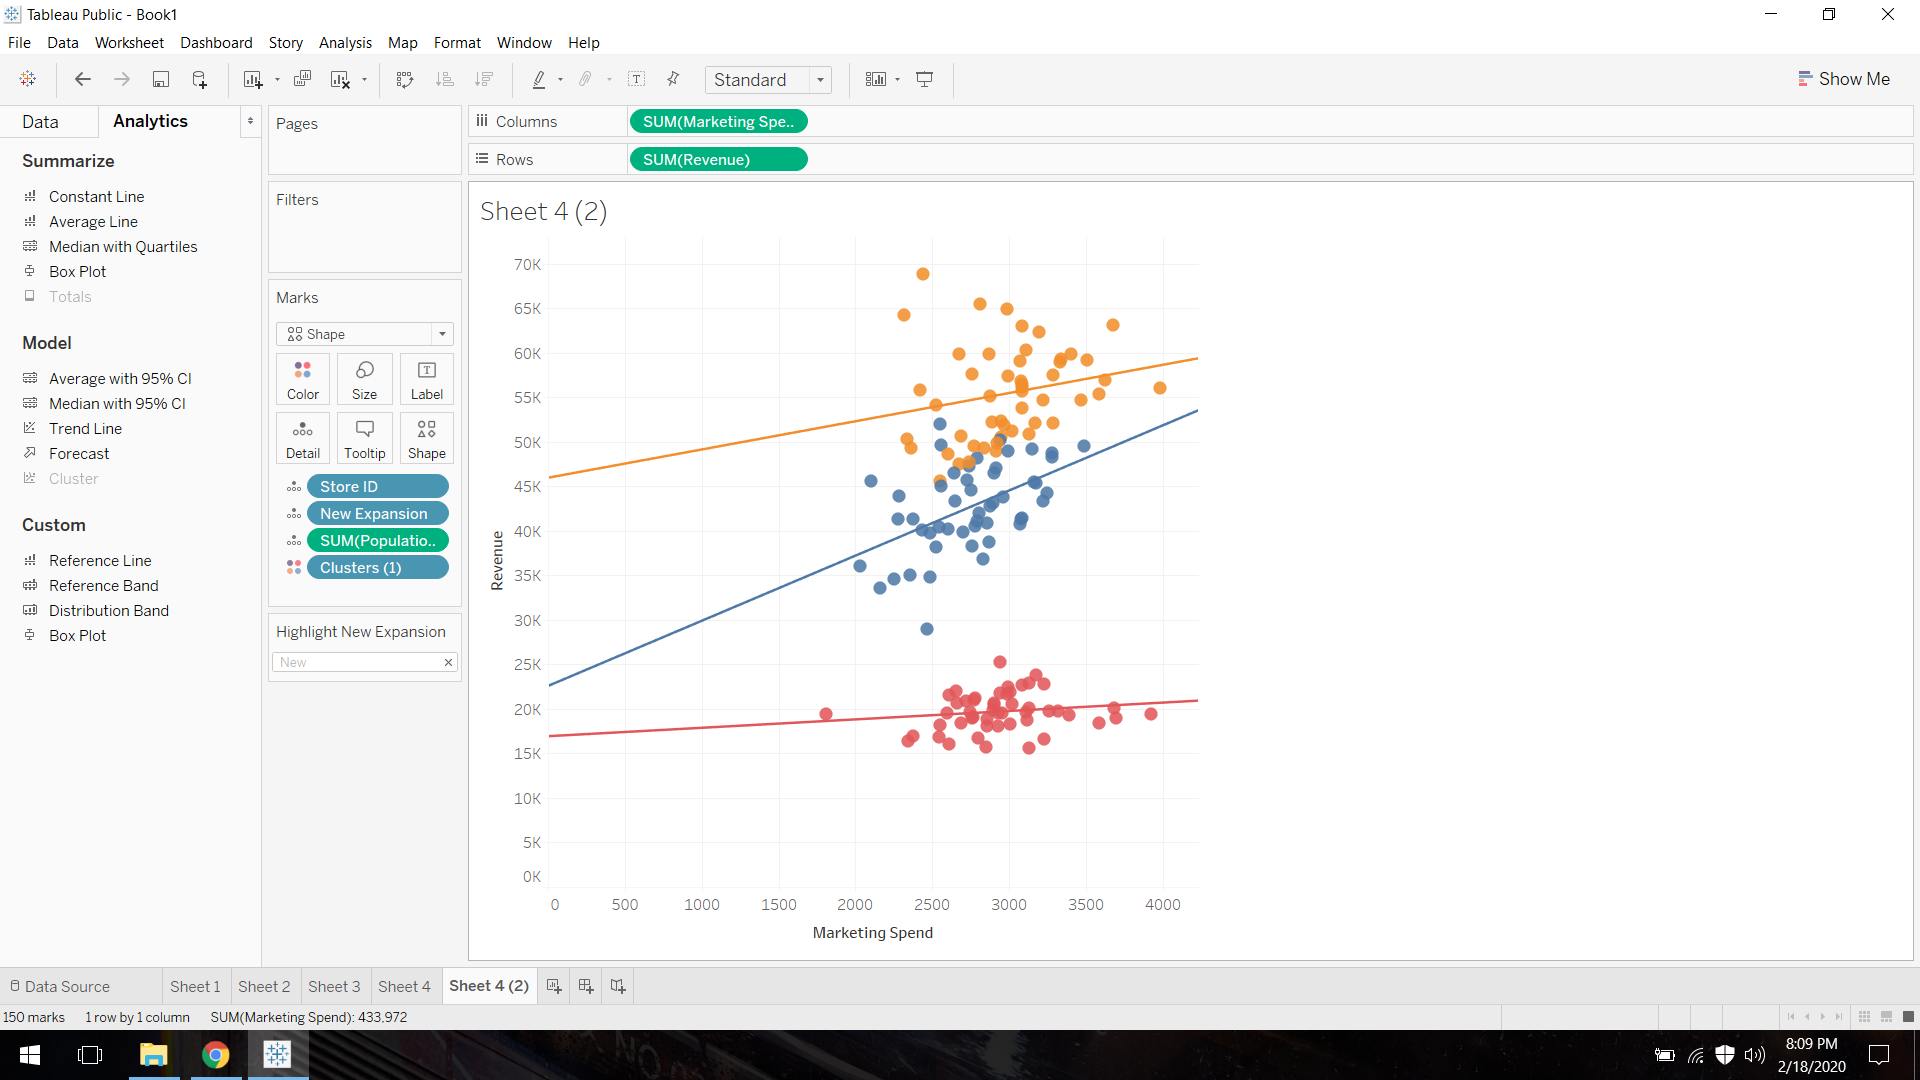 Tableau Public - Book1
File Data Worksheet Dashboard Story Analysis Map Format Window Help
Standard
Show Me
Data Analytics
Summarize
Constant Line
Average Line
Median with Quartiles
Box Plot
Totals
Model
Average with 95% CI
Median with 95% CI
Trend Line
Forecast
Cluster
Custom
Reference Line
Reference Band
Distribution Band
Box Plot
Pages
Filters
Marks
Shape
Color Size Label
Detail Tooltip Shape
Store ID
New Expansion
SUM(Populatio..
Clusters (1)
Highlight New Expansion
New
Columns SUM(Marketing Spe..
Rows SUM(Revenue)
Sheet 4 (2)
70K
65K
60K
55K
50K
45K
40K
35K
30K
25K
20K
15K
10K
5K
0K
Revenue
0 500 1000 1500 2000 2500 3000 3500 4000
Marketing Spend
Data Source Sheet 1 Sheet 2 Sheet 3 Sheet 4 Sheet 4 (2)
150 marks 1 row by 1 column SUM(Marketing Spend): 433,972
8:09 PM
2/18/2020